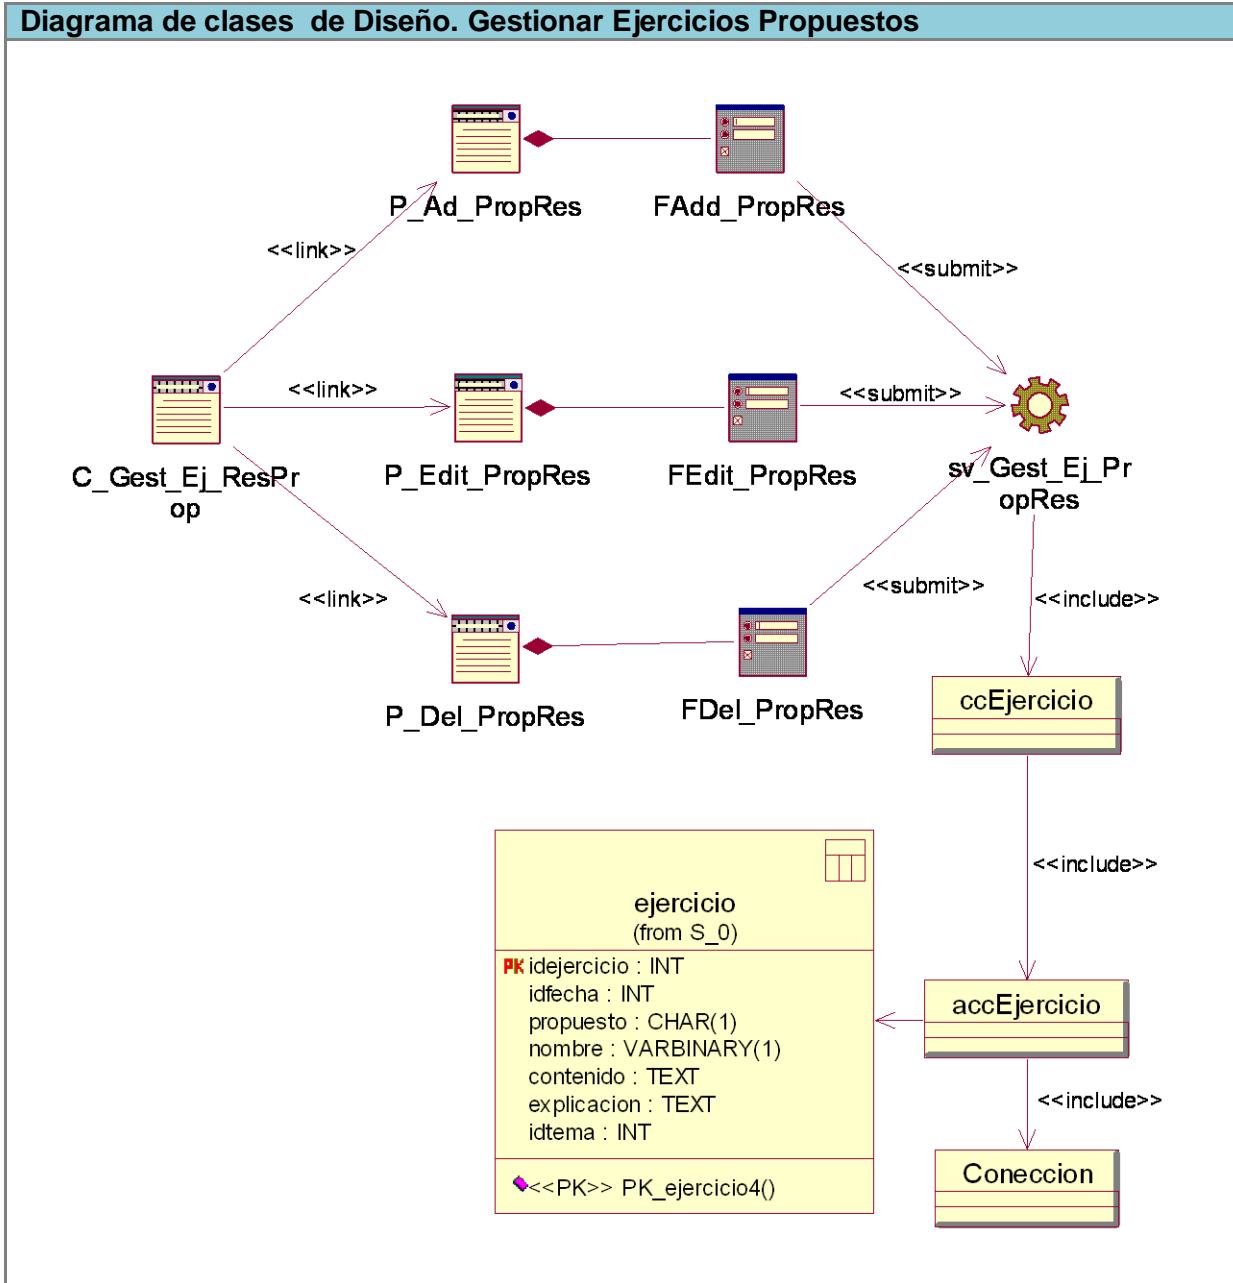 Diagrama de clases  de Diseño. Gestionar Ejercicios Propuestos
P_Ad_PropRes
FAdd_PropRes
<<link>>
<<submit>>
<<link>>
<<submit>>
C_Gest_Ej_ResPr
op
P_Edit_PropRes
FEdit_PropRes
sv_Gest_Ej_Pr
opRes
<<link>>
<<submit>>
<<include>>
P_Del_PropRes
FDel_PropRes
ccEjercicio
<<include>>
ejercicio
(from S_0)
PK idejercicio : INT
idfecha : INT
propuesto : CHAR(1)
nombre : VARBINARY(1)
contenido : TEXT
explicacion : TEXT
idtema : INT
<<PK>> PK_ejercicio4()
accEjercicio
<<include>>
Coneccion